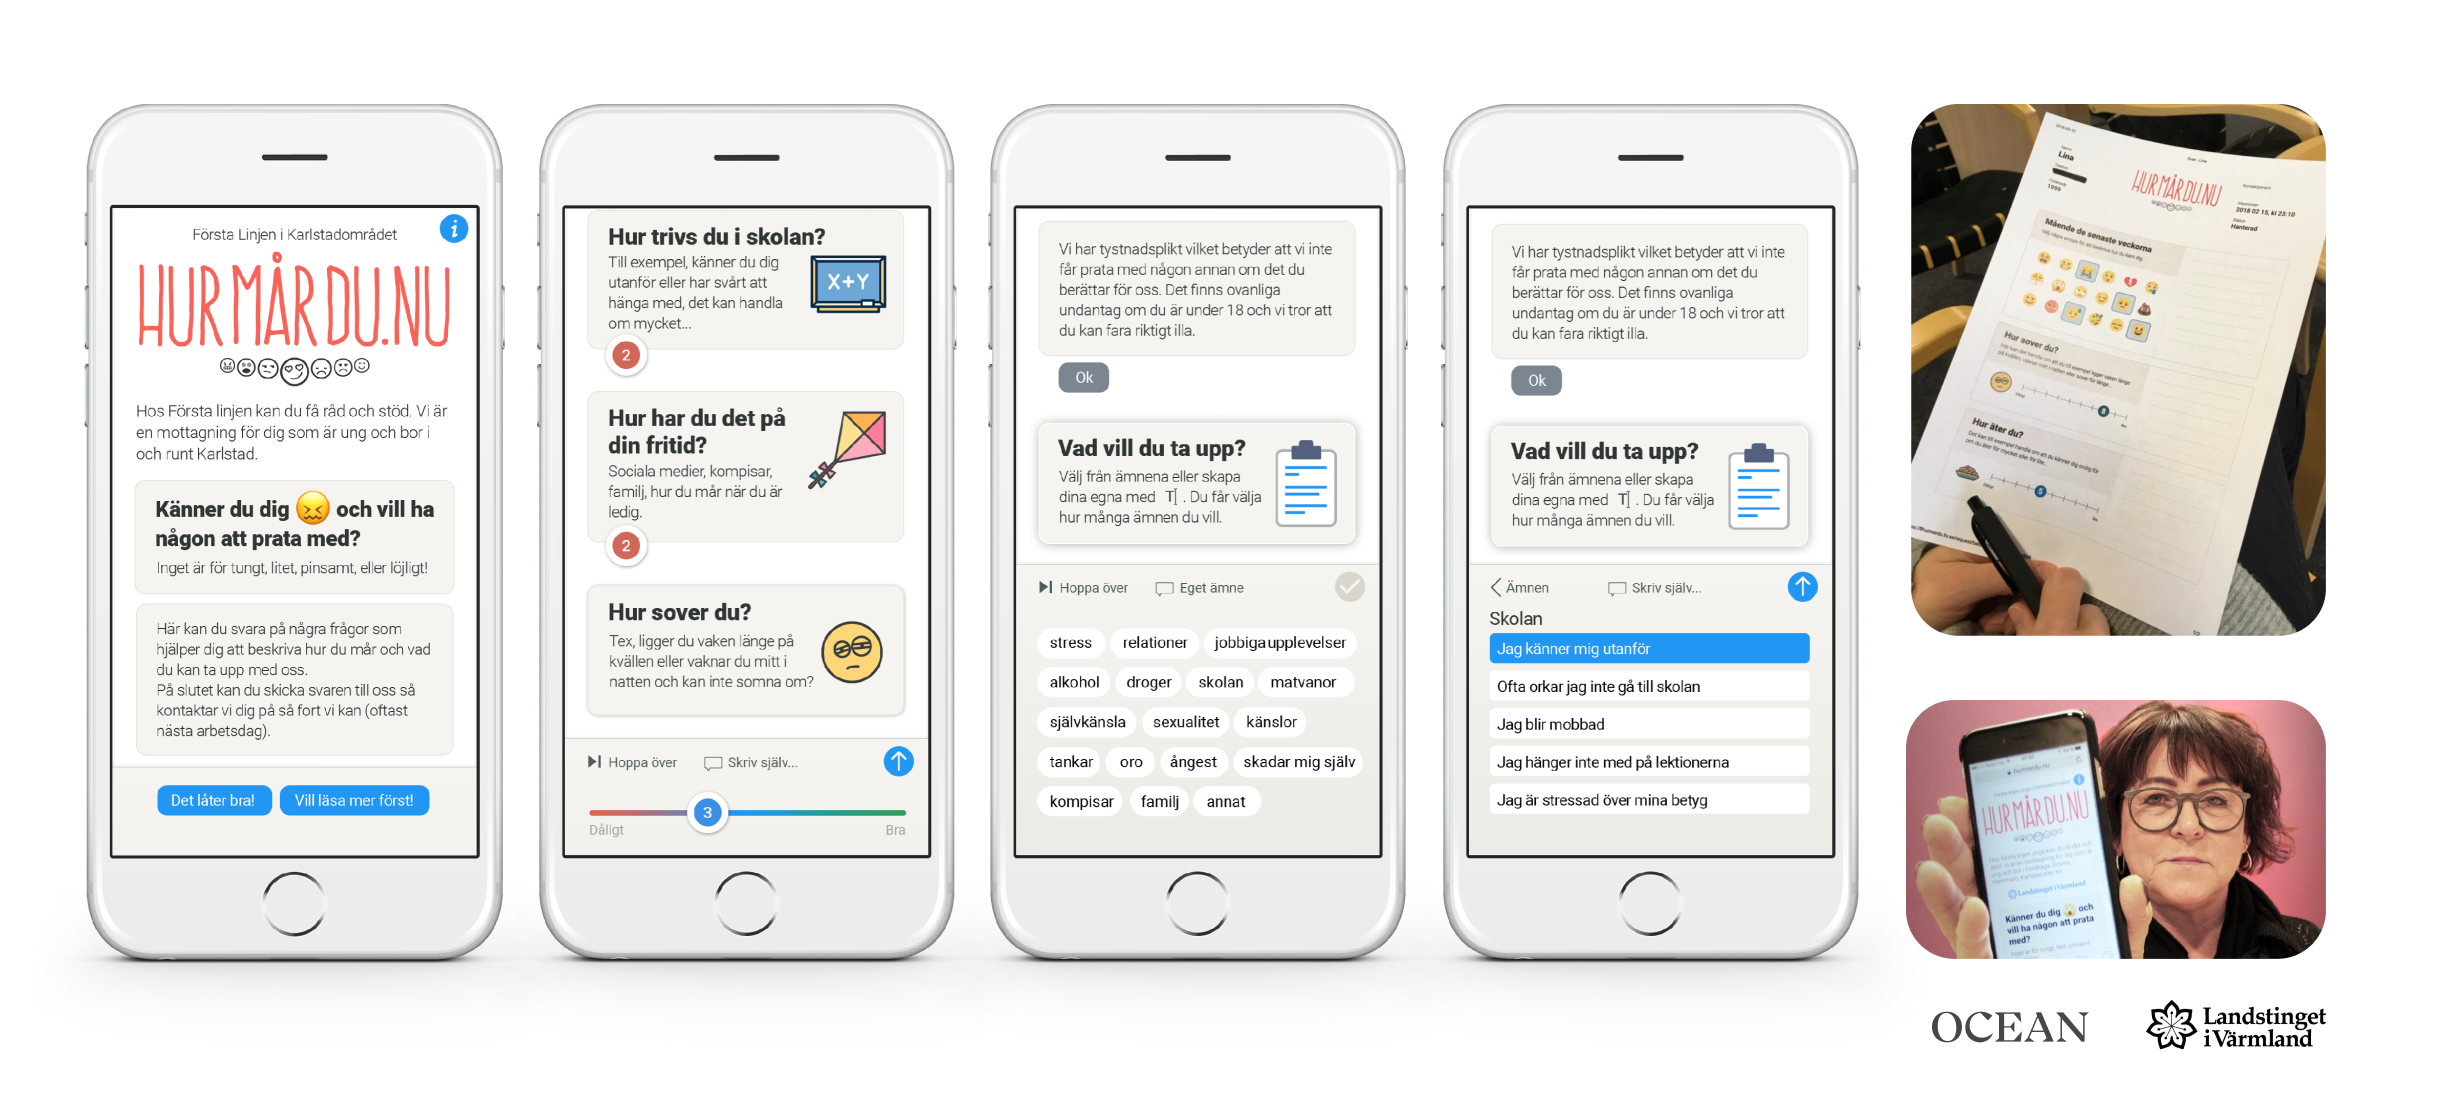 Första Linjen i Karlstadområdet
i
HUR MÅR DU.NU
Hos Första linjen kan du få råd och stöd. Vi är
en mottagning för dig som är ung och bor i
och runt Karlstad.
Känner du dig 😖 och vill ha
någon att prata med?
Inget är för tungt, litet, pinsamt, eller löjligt!
Här kan du svara på några frågor som
hjälper dig att beskriva hur du mår och vad
du kan ta upp med oss.
På slutet kan du skicka svaren till oss så
kontaktar vi dig på så fort vi kan (oftast
nästa arbetsdag).
Det låter bra!
Vill läsa mer först!
Hur trivs du i skolan?
Till exempel, känner du dig
utanför eller har svårt att
hänga med, det kan handla
om mycket...
X+Y
2
Hur har du det på
din fritid?
Sociala medier, kompisar,
familj, hur du mår när du är
ledig.
2
Hur sover du?
Tex, ligger du vaken länge på
kvällen eller vaknar du mitt i
natten och kan inte somna om?
Hoppa över
Skriv själv...
3
Dåligt
Bra
Vi har tystnadsplikt vilket betyder att vi inte
får prata med någon annan om det du
berättar för oss. Det finns ovanliga
undantag om du är under 18 och vi tror att
du kan fara riktigt illa.
Ok
Vad vill du ta upp?
Välj från ämnena eller skapa
dina egna med T . Du får välja
hur många ämnen du vill.
Hoppa över
Eget ämne
stress relationer jobbiga upplevelser
alkohol droger skolan matvanor
självkänsla sexualitet känslor
tankar oro ångest skadar mig själv
kompisar familj annat
Vi har tystnadsplikt vilket betyder att vi inte
får prata med någon annan om det du
berättar för oss. Det finns ovanliga
undantag om du är under 18 och vi tror att
du kan fara riktigt illa.
Ok
Vad vill du ta upp?
Välj från ämnena eller skapa
dina egna med T . Du får välja
hur många ämnen du vill.
Ämnen
Skriv själv...
Skolan
Jag känner mig utanför
Ofta orkar jag inte gå till skolan
Jag blir mobbad
Jag hänger inte med på lektionerna
Jag är stressad över mina betyg
Lina
1999
HUR MÅR DU.NU
2018 02 15, kl 23:10
Hanterad
Mående de senaste veckorna
Hur sover du?
8
Hur äter du?
5
hurmardu.nu
HUR MÅR DU.NU
Landstinget i Värmland
Känner du dig 😱 och
vill ha någon att prata
med?
OCEAN
Landstinget
i Värmland